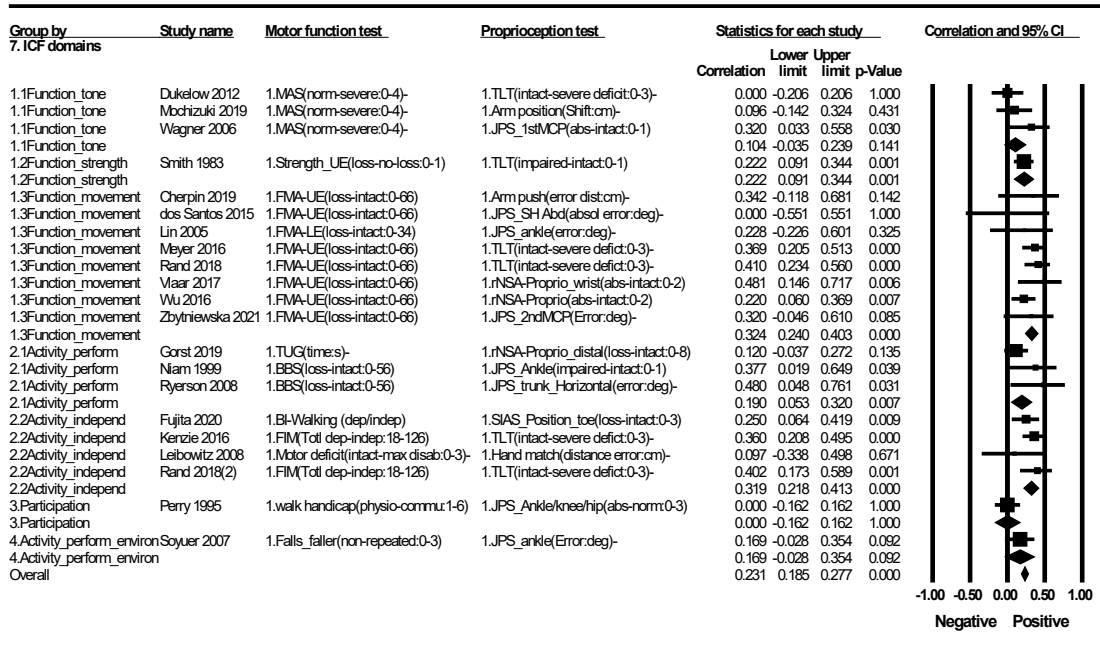 Group by Study name Motor function test Proprioception test Statistics for each study Correlation and 95% CI
7. ICF domains
Lower Upper
Correlation limit limit p-Value
1.1Function_tone Dukelow 2012 1.MAS(norm-severe:0-4)- 1.TLT(intact-severe deficit:0-3)- 0.000 -0.206 0.206 1.000
1.1Function_tone Mochizuki 2019 1.MAS(norm-severe:0-4)- 1.Arm position(Shift:cm)- 0.096 -0.142 0.324 0.431
1.1Function_tone Wagner 2006 1.MAS(norm-severe:0-4)- 1.JPS_1stMCP(abs-intact:0-1) 0.320 0.033 0.558 0.030
1.1Function_tone 0.104 -0.035 0.239 0.141
1.2Function_strength Smith 1983 1.Strength_UE(loss-no-loss:0-1) 1.TLT(impaired-intact:0-1) 0.222 0.091 0.344 0.001
1.2Function_strength 0.222 0.091 0.344 0.001
1.3Function_movement Cherpin 2019 1.FMA-UE(loss-intact:0-66) 1.Arm push(error dist:cm)- 0.342 -0.118 0.681 0.142
1.3Function_movement dos Santos 2015 1.FMA-UE(loss-intact:0-66) 1.JPS_SH Abd(absol error:deg)- 0.000 -0.551 0.551 1.000
1.3Function_movement Lin 2005 1.FMA-LE(loss-intact:0-34) 1.JPS_ankle(error:deg)- 0.228 -0.226 0.601 0.325
1.3Function_movement Meyer 2016 1.FMA-UE(loss-intact:0-66) 1.TLT(intact-severe defict:0-3)- 0.369 0.205 0.513 0.000
1.3Function_movement Rand 2018 1.FMA-UE(loss-intact:0-66) 1.TLT(intact-severe defict:0-3)- 0.410 0.234 0.560 0.000
1.3Function_movement Vlaar 2017 1.FMA-UE(loss-intact:0-66) 1.rNSA-Proprio_wrist(abs-intact:0-2) 0.481 0.146 0.717 0.006
1.3Function_movement Wu 2016 1.FMA-UE(loss-intact:0-66) 1.rNSA-Proprio(abs-intact:0-2) 0.220 0.060 0.369 0.007
1.3Function_movement Zbytniewska 2021 1.FMA-UE(loss-intact:0-66) 1.JPS_2ndMCP(Error:deg)- 0.320 -0.046 0.610 0.085
1.3Function_movement 0.324 0.240 0.403 0.000
2.1Activity_perform Gorst 2019 1.TUG(time:s)- 1.rNSA-Proprio_distal(loss-intact:0-8) 0.120 -0.037 0.272 0.135
2.1Activity_perform Niam 1999 1.BBS(loss-intact:0-56) 1.JPS_Ankle(impaired-intact:0-1) 0.377 0.019 0.649 0.039
2.1Activity_perform Ryerson 2008 1.BBS(loss-intact:0-56) 1.JPS_trunk_Horizontal(error:deg)- 0.480 0.048 0.761 0.031
2.1Activity_perform 0.190 0.053 0.320 0.007
2.2Activity_independ Fujita 2020 1.BI-Walking (dep/indep) 1.SIAS_Position_toe(loss-intact:0-3) 0.250 0.064 0.419 0.009
2.2Activity_independ Kenzie 2016 1.FIM(Totl dep-indep:18-126) 1.TLT(intact-severe defict:0-3)- 0.360 0.208 0.495 0.000
2.2Activity_independ Leibowitz 2008 1.Motor deficit(intact-max disab:0-3)- 1.Hand match(distance error:cm)- 0.097 -0.338 0.498 0.671
2.2Activity_independ Rand 2018(2) 1.FIM(Totl dep-indep:18-126) 1.TLT(intact-severe defict:0-3)- 0.402 0.173 0.589 0.001
2.2Activity_independ 0.319 0.218 0.413 0.000
3.Participation Perry 1995 1.walk handicap(physio-commu:1-6) 1.JPS_Ankle/knee/hip(abs-norm:0-3) 0.000 -0.162 0.162 1.000
3.Participation 0.000 -0.162 0.162 1.000
4.Activity_perform_environ Soyuer 2007 1.Falls_faller(non-repeated:0-3) 1.JPS_ankle(Error:deg)- 0.169 -0.028 0.354 0.092
4.Activity_perform_environ 0.169 -0.028 0.354 0.092
Overall 0.231 0.185 0.277 0.000
-1.00 -0.50 0.00 0.50 1.00
Negative Positive